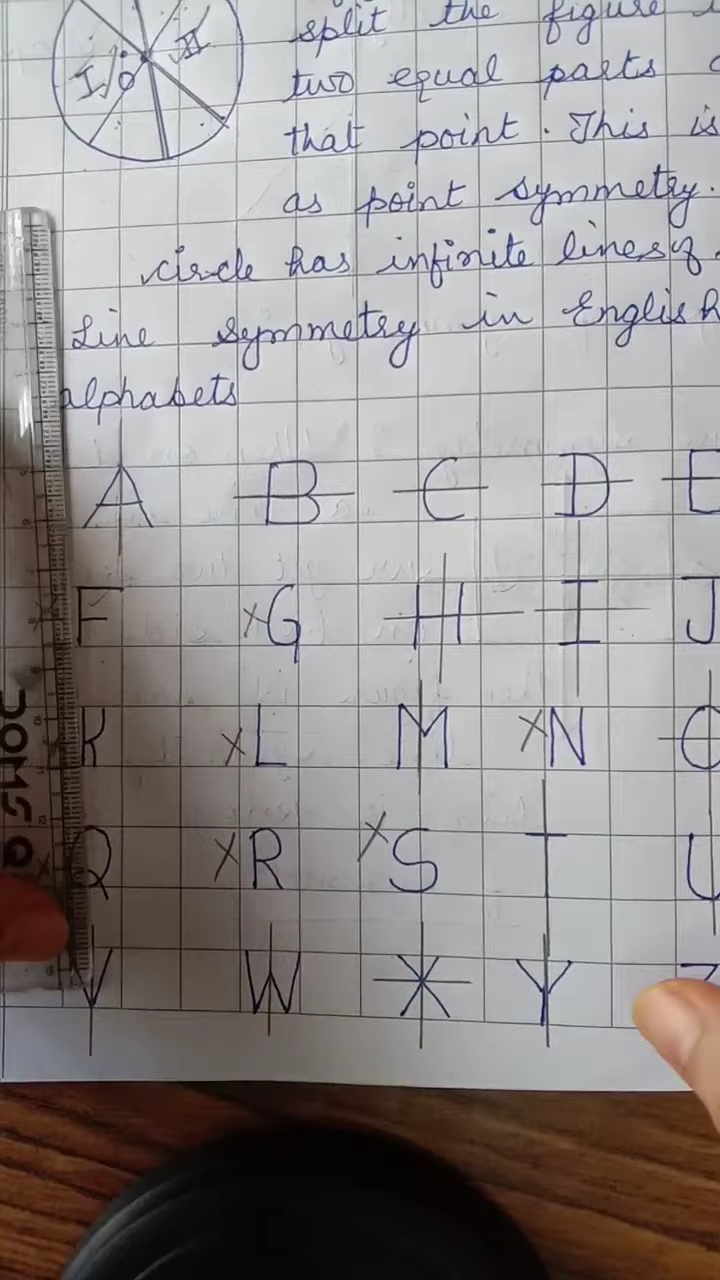 I O II
split the figure
two equal parts
that point. This is
as point symmetry.
circle has infinite lines of
Line symmetry in English
alphabets
A B C D E
F ×G H I J
K ×L M ×N O
Q ×R ×S T U
V W X Y Z